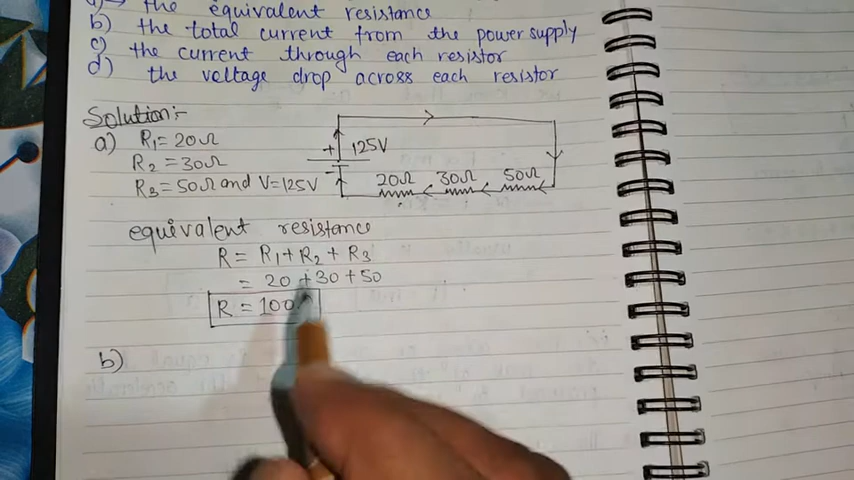 a) → the equivalent resistance
b) the total current from the power supply
c) the current through each resistor
d) the voltage drop across each resistor
Solution:-
a) R₁ = 20Ω
R₂ = 30Ω
R₃ = 50Ω and V = 125V
+ 125V
-
20Ω 30Ω 50Ω
equivalent resistance
R = R₁ + R₂ + R₃
= 20 + 30 + 50
R = 100
b)